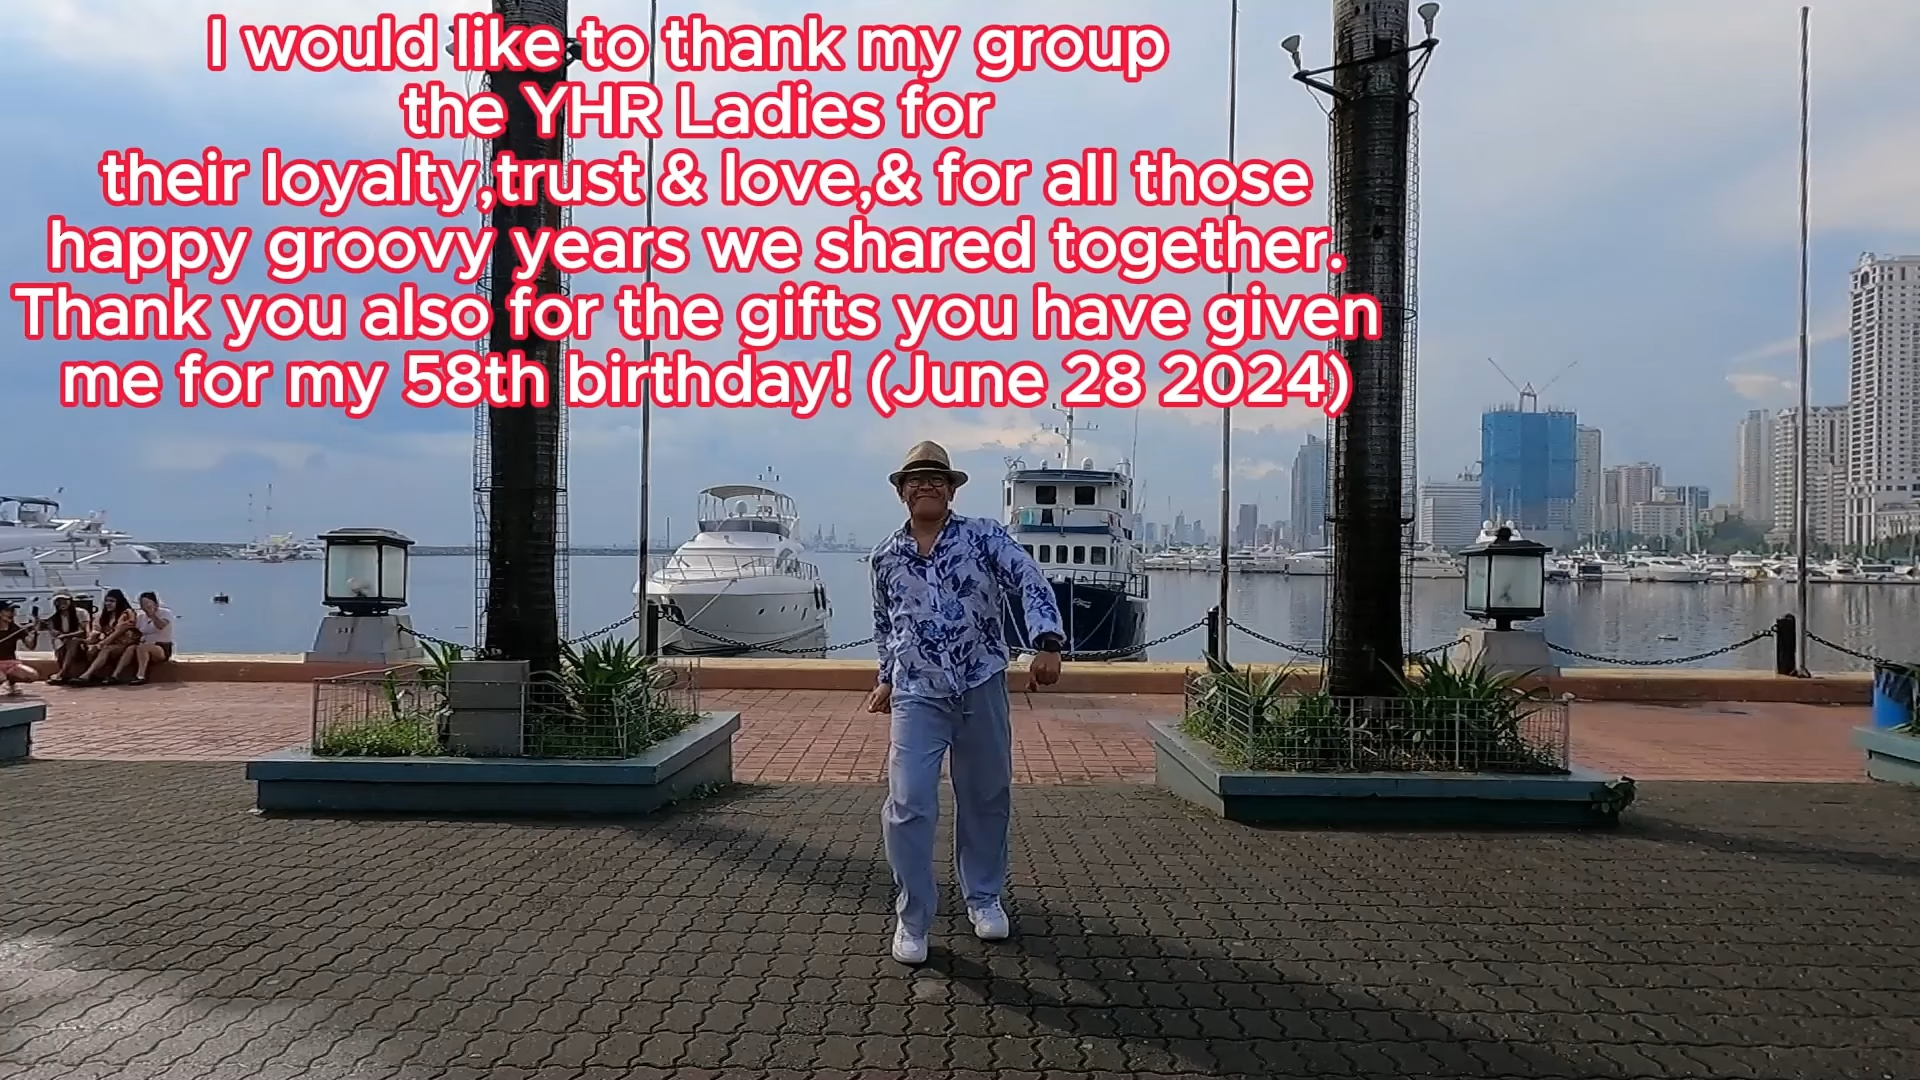 I would like to thank my group
the YHR Ladies for
their loyalty,trust & love,& for all those
happy groovy years we shared together.
Thank you also for the gifts you have given
me for my 58th birthday! (June 28 2024)